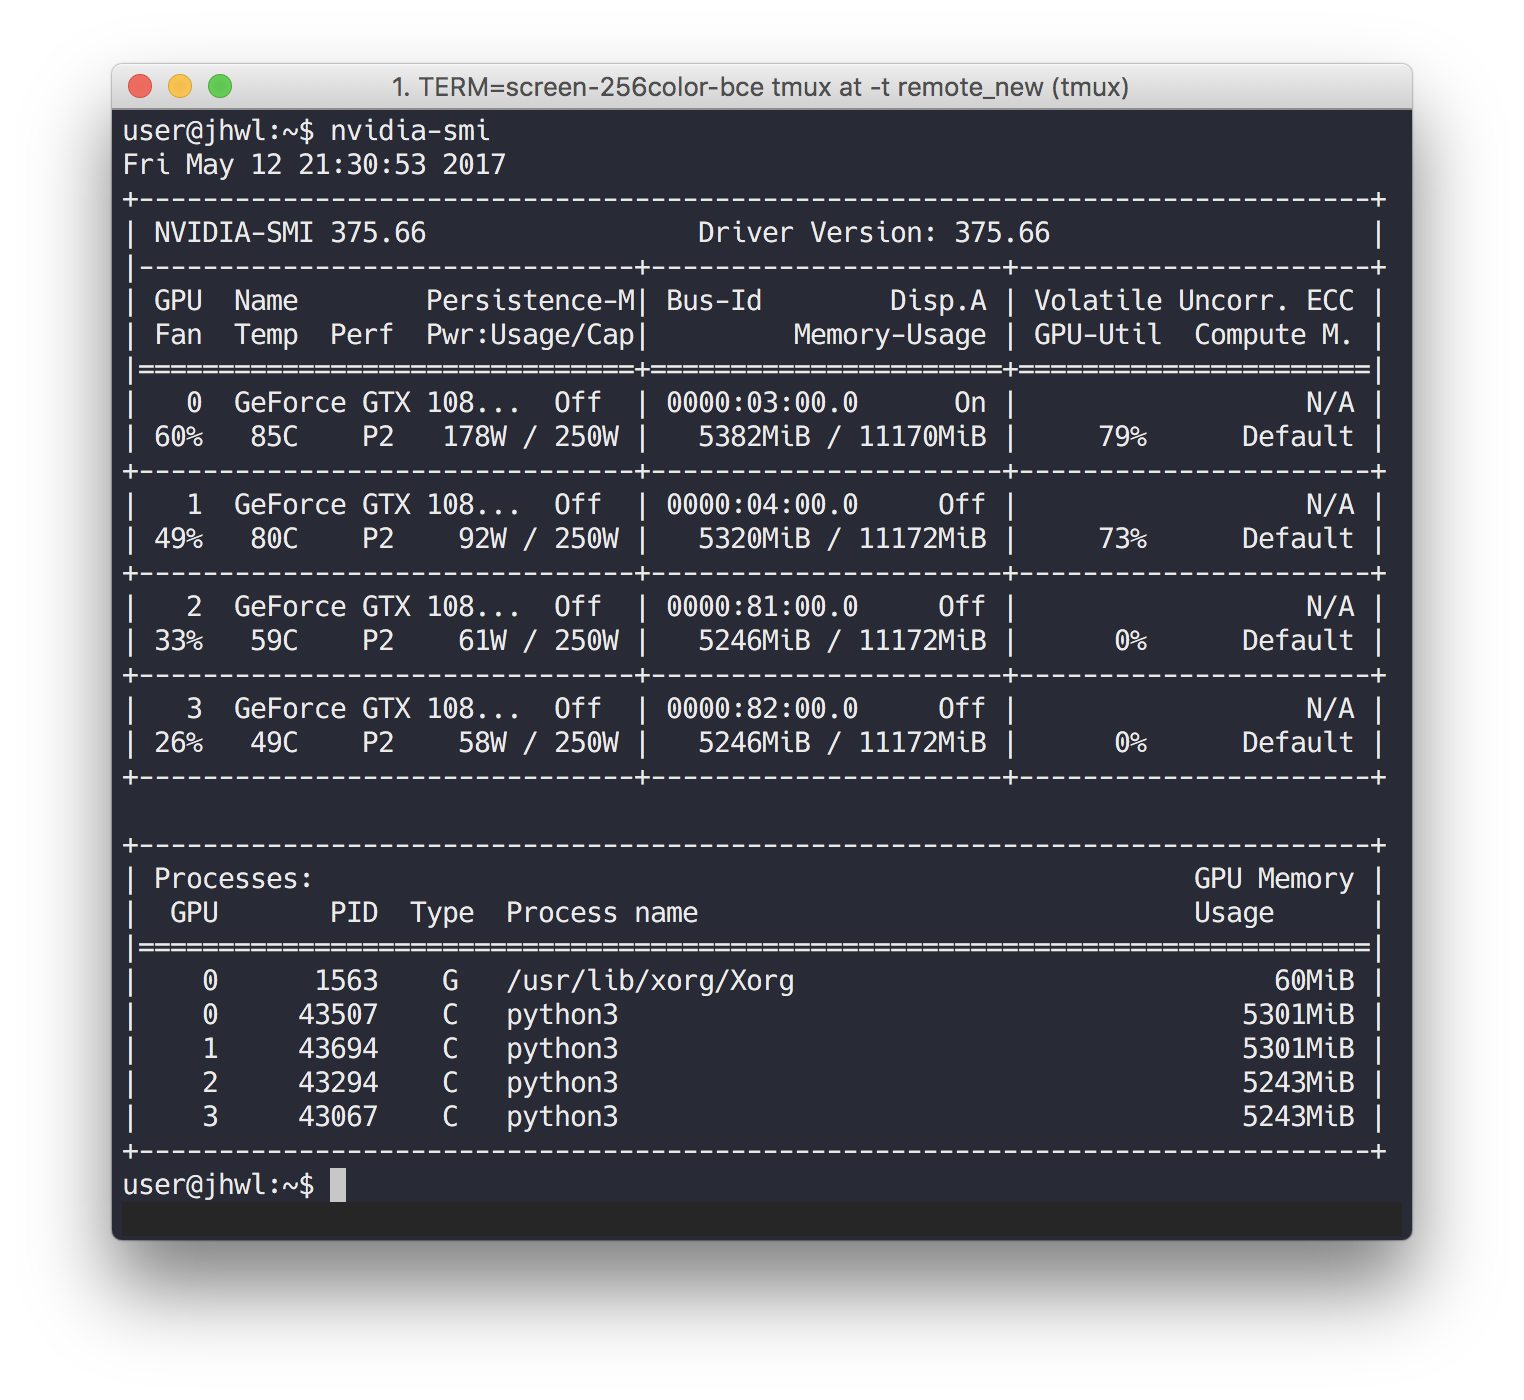 1. TERM=screen-256color-bce tmux at -t remote_new (tmux)
user@jhwl:~$ nvidia-smi
Fri May 12 21:30:53 2017
+-----------------------------------------------------------------------------+
| NVIDIA-SMI 375.66                 Driver Version: 375.66                    |
|-------------------------------+----------------------+----------------------+
| GPU  Name        Persistence-M| Bus-Id        Disp.A | Volatile Uncorr. ECC |
| Fan  Temp  Perf  Pwr:Usage/Cap|         Memory-Usage | GPU-Util  Compute M. |
|===============================+======================+======================|
|   0  GeForce GTX 108...  Off  | 0000:03:00.0      On |                  N/A |
| 60%   85C    P2   178W / 250W |   5382MiB / 11170MiB |     79%      Default |
+-------------------------------+----------------------+----------------------+
|   1  GeForce GTX 108...  Off  | 0000:04:00.0     Off |                  N/A |
| 49%   80C    P2    92W / 250W |   5320MiB / 11172MiB |     73%      Default |
+-------------------------------+----------------------+----------------------+
|   2  GeForce GTX 108...  Off  | 0000:81:00.0     Off |                  N/A |
| 33%   59C    P2    61W / 250W |   5246MiB / 11172MiB |      0%      Default |
+-------------------------------+----------------------+----------------------+
|   3  GeForce GTX 108...  Off  | 0000:82:00.0     Off |                  N/A |
| 26%   49C    P2    58W / 250W |   5246MiB / 11172MiB |      0%      Default |
+-------------------------------+----------------------+----------------------+

+-----------------------------------------------------------------------------+
| Processes:                                                       GPU Memory |
|  GPU       PID  Type  Process name                               Usage      |
|=============================================================================|
|    0      1563    G   /usr/lib/xorg/Xorg                              60MiB |
|    0     43507    C   python3                                       5301MiB |
|    1     43694    C   python3                                       5301MiB |
|    2     43294    C   python3                                       5243MiB |
|    3     43067    C   python3                                       5243MiB |
+-----------------------------------------------------------------------------+
user@jhwl:~$